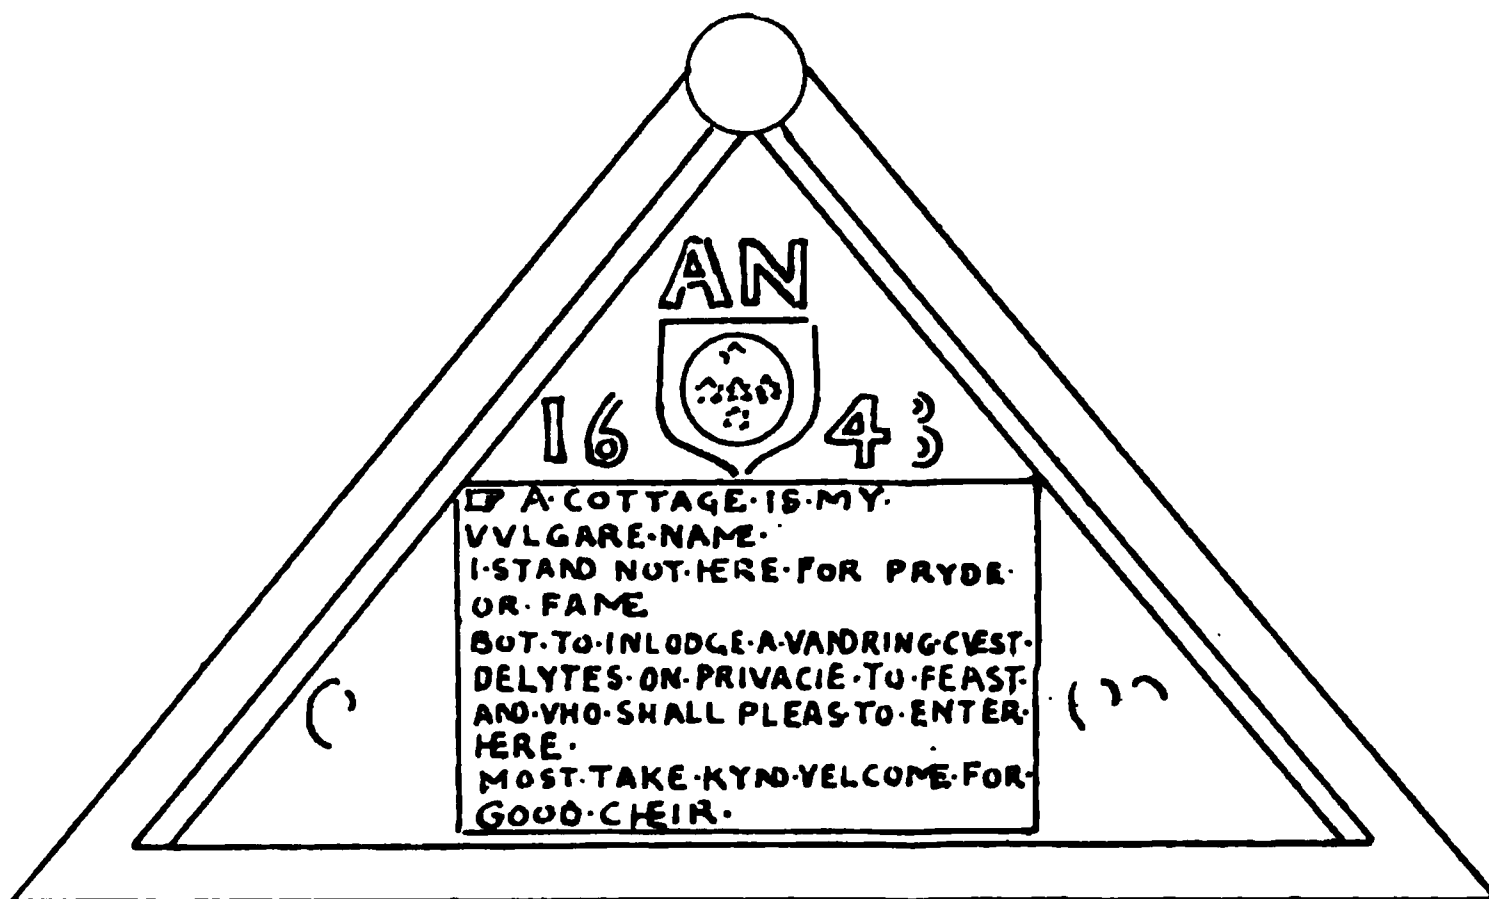 AN
16 43
☞ A·COTTAGE·IS·MY·
VVLGARE·NAME·
I·STAND NOT·HERE·FOR PRYDE·
OR·FAME
BOT·TO·INLODGE·A·VANDRING·GVEST·
DELYTES·ON·PRIVACIE·TO·FEAST·
AND·VHO·SHALL PLEAS·TO·ENTER·
HERE·
MOST·TAKE·KYND·VELCOME·FOR·
GOOD·CHEIR·